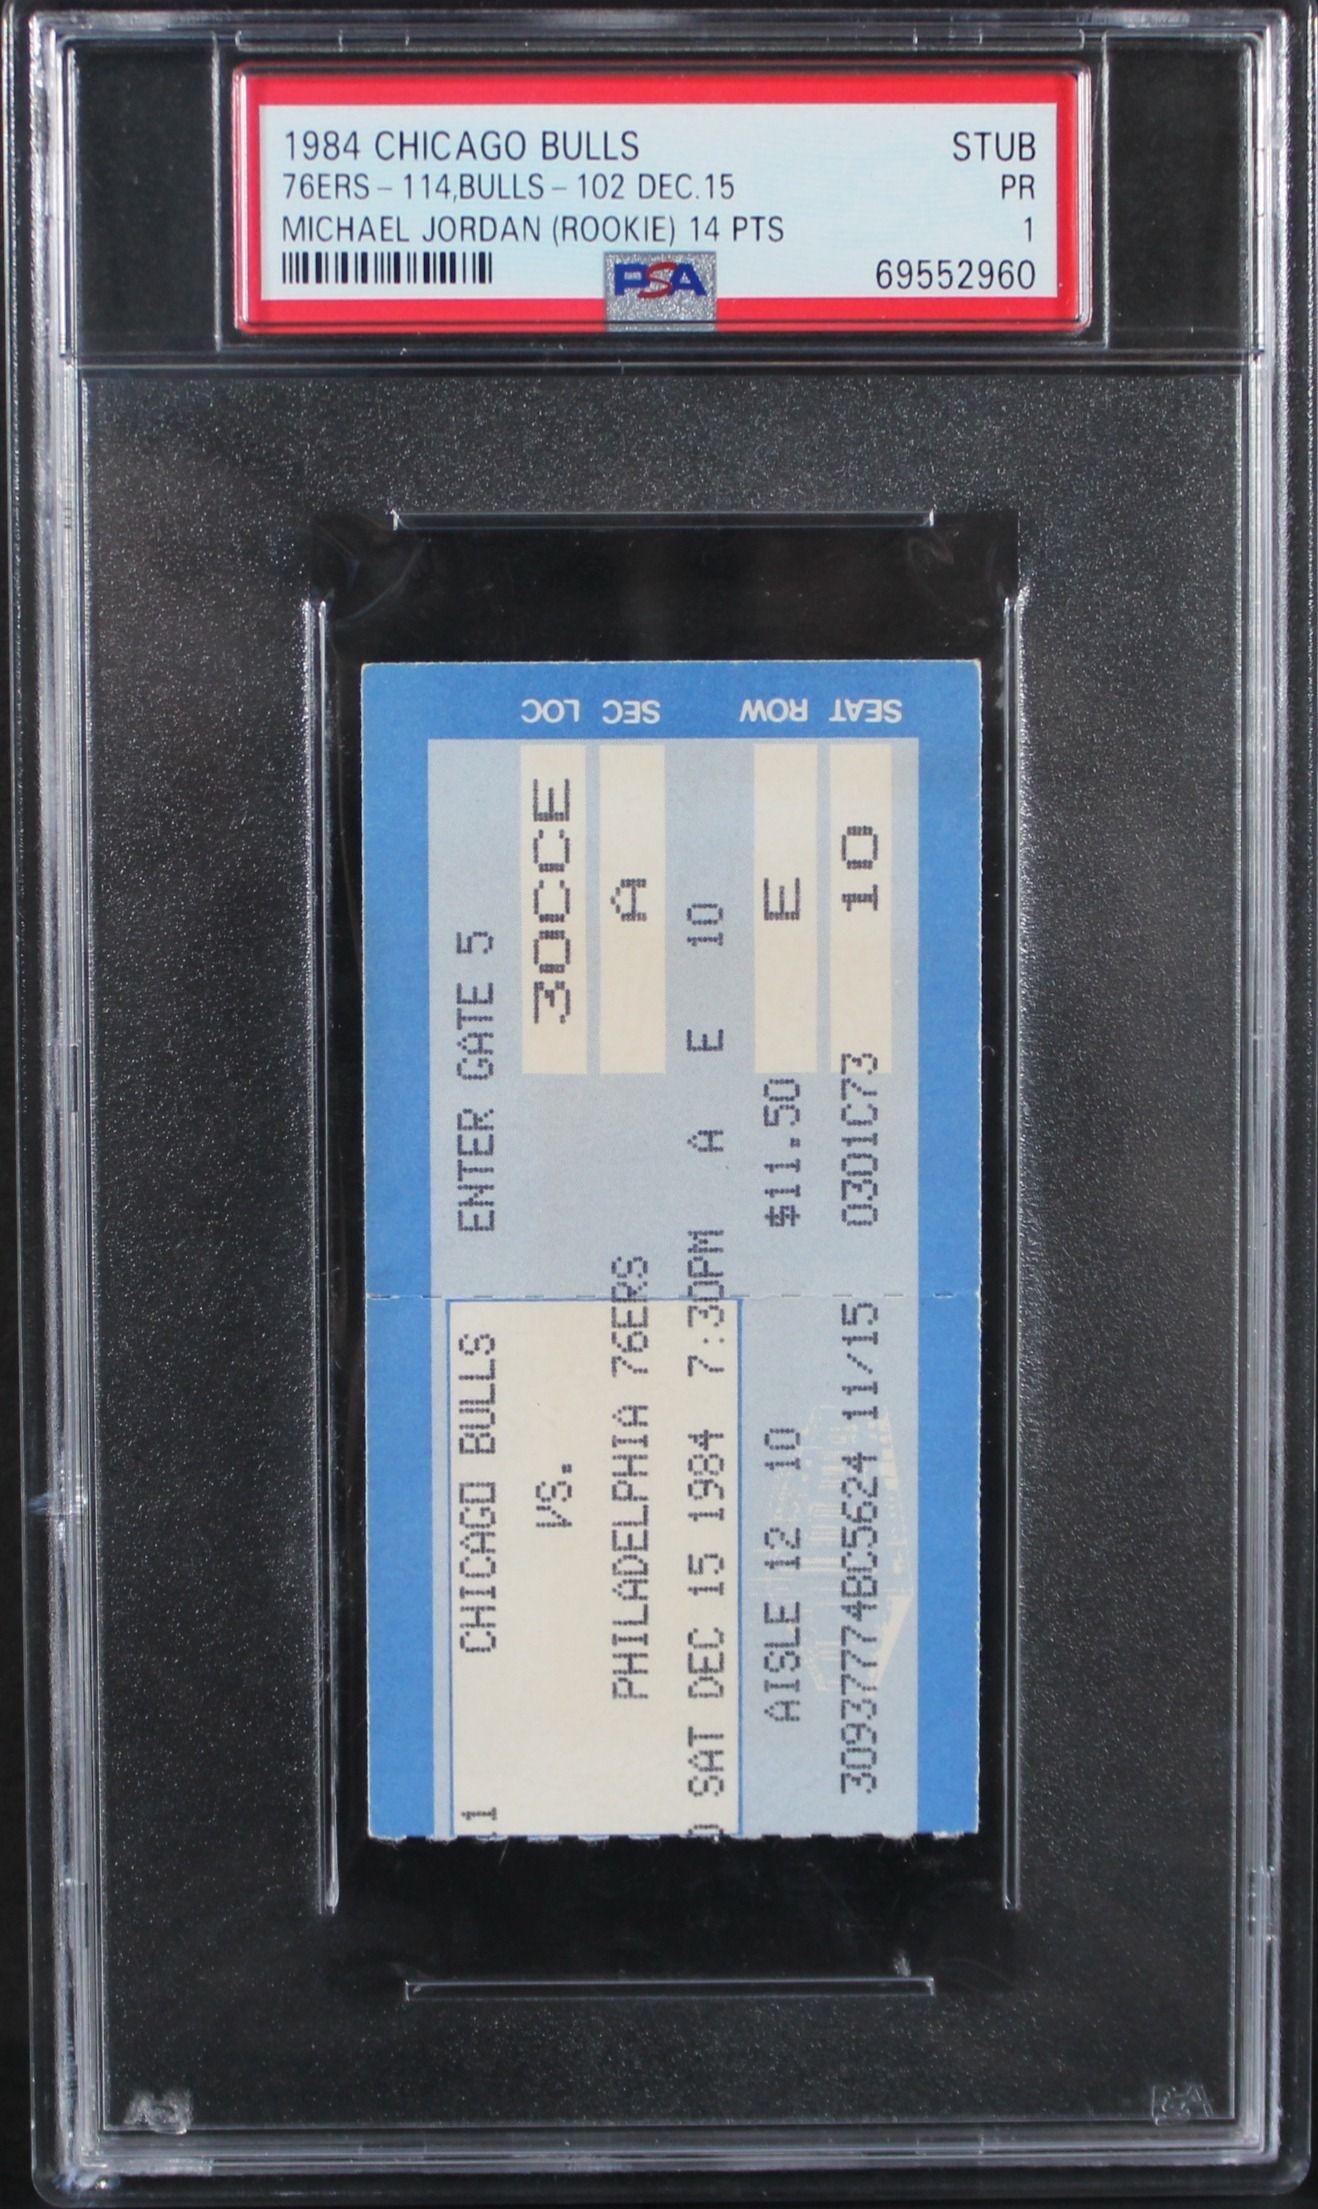 1984 CHICAGO BULLS STUB
76ERS - 114,BULLS - 102 DEC.15 PR
MICHAEL JORDAN (ROOKIE) 14 PTS 1
PSA 69552960
SEAT ROW SEC LOC
ENTER GATE 5
30CCE
A
A E 10
$11.50 E
0301C73 10
1 CHICAGO BULLS
VS.
PHILADELPHIA 76ERS
SAT DEC 15 1984 7:30PM
AISLE 12 10
309377748C5624 11/15